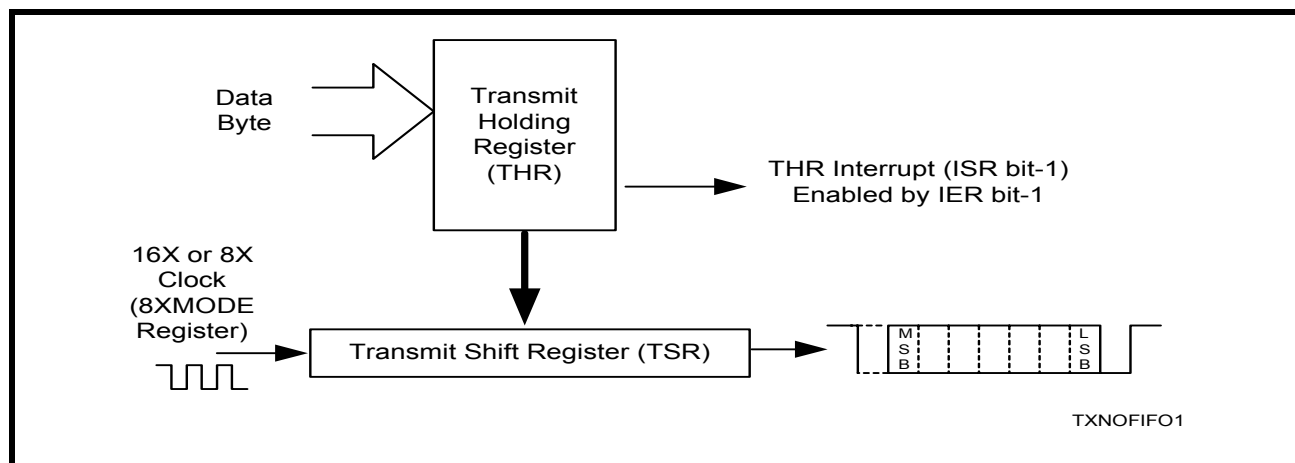 Data
Byte
Transmit
Holding
Register
(THR)
THR Interrupt (ISR bit-1)
Enabled by IER bit-1
16X or 8X
Clock
(8XMODE
Register)
Transmit Shift Register (TSR)
M
S
B
L
S
B
TXNOFIFO1